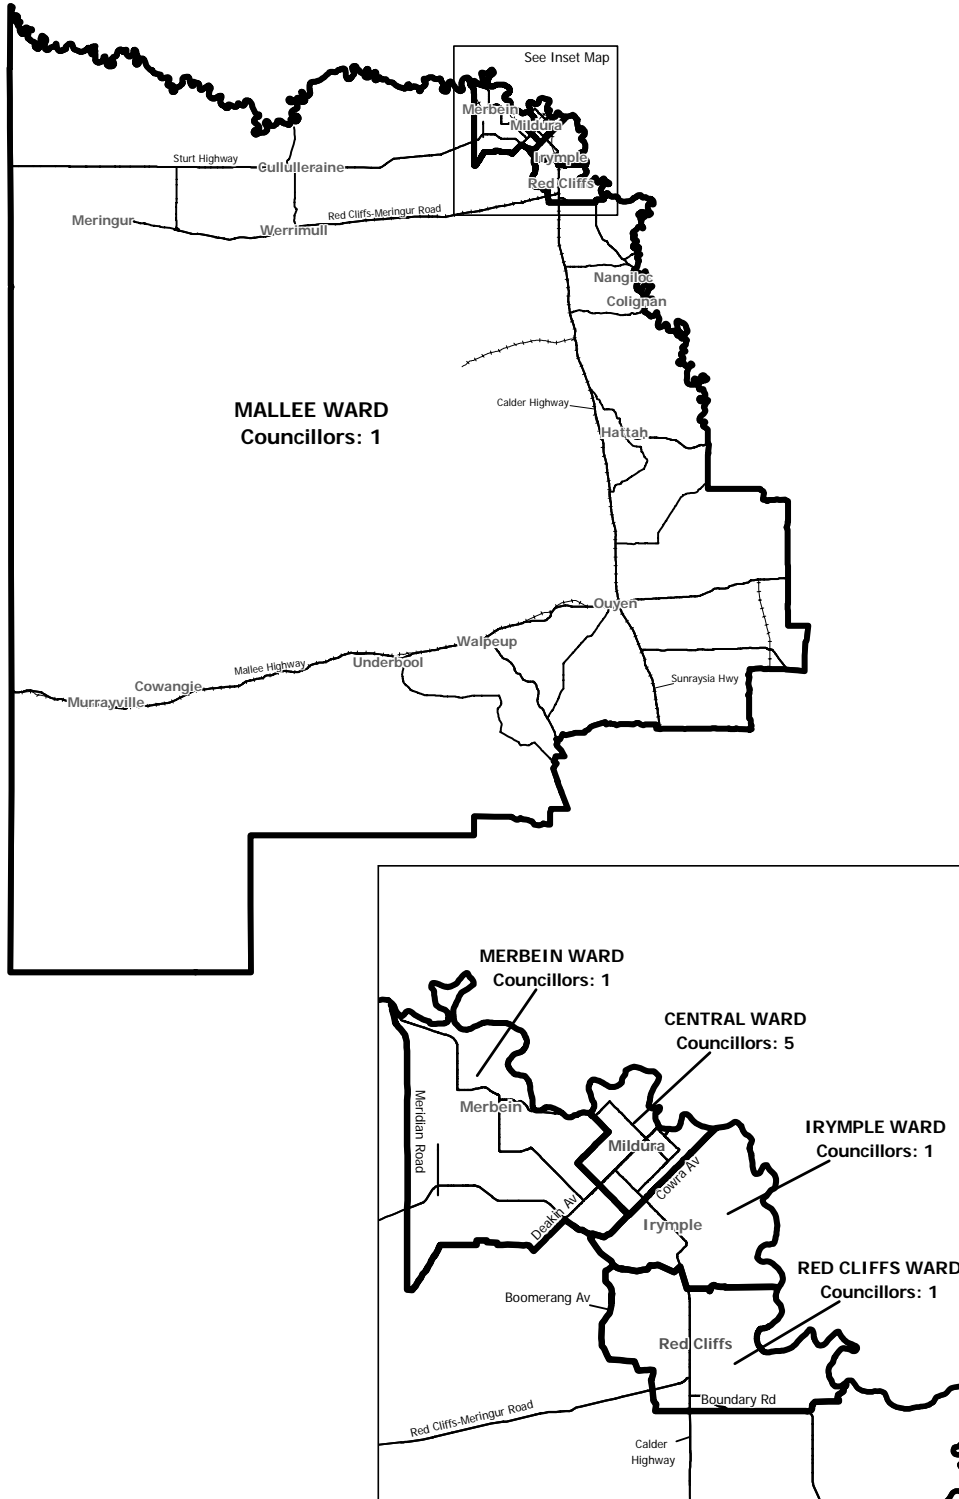 See Inset Map
Merbein
Mildura
Sturt Highway
Cullulleraine
Irymple
Red Cliffs
Meringur
Red Cliffs-Meringur Road
Werrimull
Nangiloc
Colignan
MALLEE WARD
Councillors: 1
Calder Highway
Hattah
Ouyen
Walpeup
Underbool
Mallee Highway
Cowangie
Murrayville
Sunraysia Hwy
MERBEIN WARD
Councillors: 1
CENTRAL WARD
Councillors: 5
Meridian Road
Merbein
Mildura
IRYMPLE WARD
Councillors: 1
Cowra Av
Deakin Av
Irymple
RED CLIFFS WARD
Councillors: 1
Boomerang Av
Red Cliffs
Boundary Rd
Red Cliffs-Meringur Road
Calder
Highway